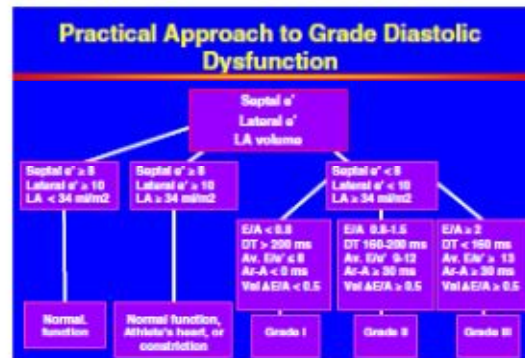 Practical Approach to Grade Diastolic
Dysfunction
Septal e'
Lateral e'
LA volume
Septal e' ≥ 8
Lateral e' ≥ 10
LA < 34 ml/m2
Septal e' ≥ 8
Lateral e' ≥ 10
LA ≥ 34 ml/m2
Septal e' < 8
Lateral e' < 10
LA ≥ 34 ml/m2
E/A < 0.8
DT > 200 ms
Av. E/e' ≤ 8
Ar-A < 0 ms
Val ΔE/A < 0.5
E/A 0.8-1.5
DT 160-200 ms
Av. E/e' 9-12
Ar-A ≥ 30 ms
Val ΔE/A ≥ 0.5
E/A ≥ 2
DT < 160 ms
Av. E/e' ≥ 13
Ar-A ≥ 30 ms
Val ΔE/A ≥ 0.5
Normal
function
Normal function,
Athlete's heart, or
constriction
Grade I
Grade II
Grade III